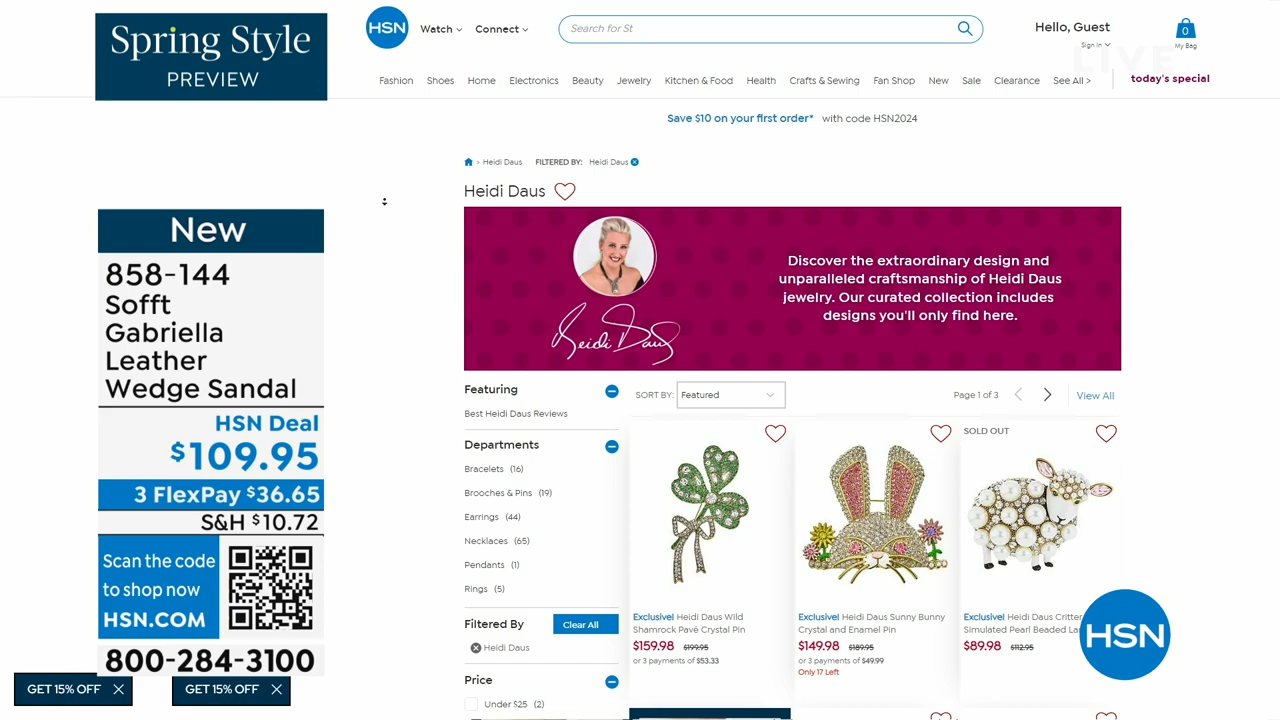 Spring Style
PREVIEW
HSN
Watch
Connect
Search for St
Hello, Guest
Sign In
0
My Bag
LIVE
Fashion
Shoes
Home
Electronics
Beauty
Jewelry
Kitchen & Food
Health
Crafts & Sewing
Fan Shop
New
Sale
Clearance
See All >
today's special
Save $10 on your first order* with code HSN2024
> Heidi Daus FILTERED BY: Heidi Daus
Heidi Daus
Heidi Daus
Discover the extraordinary design and
unparalleled craftsmanship of Heidi Daus
jewelry. Our curated collection includes
designs you'll only find here.
New
858-144
Sofft
Gabriella
Leather
Wedge Sandal
HSN Deal
$109.95
3 FlexPay $36.65
S&H $10.72
Scan the code
to shop now
HSN.COM
800-284-3100
GET 15% OFF
GET 15% OFF
Featuring
Best Heidi Daus Reviews
Departments
Bracelets (16)
Brooches & Pins (19)
Earrings (44)
Necklaces (65)
Pendants (1)
Rings (5)
Filtered By
Clear All
Heidi Daus
Price
Under $25 (2)
SORT BY: Featured
Page 1 of 3
View All
Exclusive! Heidi Daus Wild
Shamrock Pavé Crystal Pin
$159.98 $199.95
or 3 payments of $53.33
Exclusive! Heidi Daus Sunny Bunny
Crystal and Enamel Pin
$149.98 $189.95
or 3 payments of $49.99
Only 17 Left
SOLD OUT
Exclusive! Heidi Daus Critter
Simulated Pearl Beaded
$89.98 $112.95
HSN